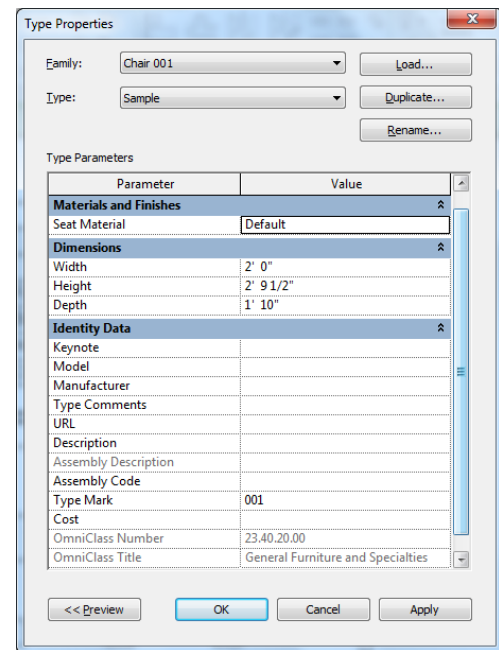 Type Properties
Family: Chair 001 Load...
Type: Sample Duplicate...
Rename...
Type Parameters
Parameter Value
Materials and Finishes
Seat Material Default
Dimensions
Width 2' 0"
Height 2' 9 1/2"
Depth 1' 10"
Identity Data
Keynote
Model
Manufacturer
Type Comments
URL
Description
Assembly Description
Assembly Code
Type Mark 001
Cost
OmniClass Number 23.40.20.00
OmniClass Title General Furniture and Specialties
<< Preview OK Cancel Apply